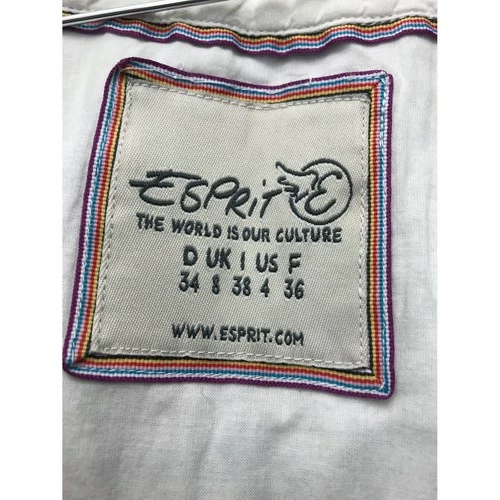 ESPRIT E
THE WORLD IS OUR CULTURE
D UK I US F
34 8 38 4 36
WWW.ESPRIT.COM